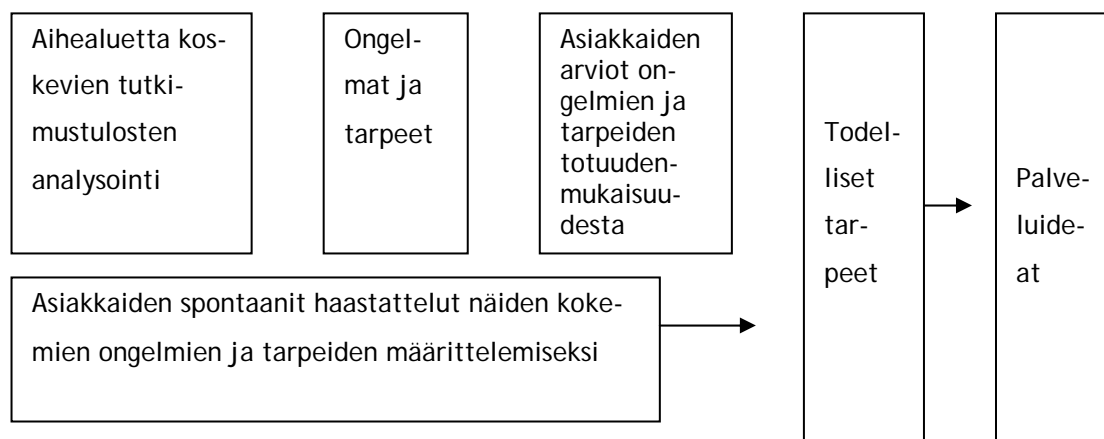 Aihealuetta kos-
kevien tutki-
mustulosten
analysointi
Ongel-
mat ja
tarpeet
Asiakkaiden
arviot on-
gelmien ja
tarpeiden
totuuden-
mukaisuu-
desta
Asiakkaiden spontaanit haastattelut näiden koke-
mien ongelmien ja tarpeiden määrittelemiseksi
Todel-
liset
tar-
peet
Palve-
luide-
at